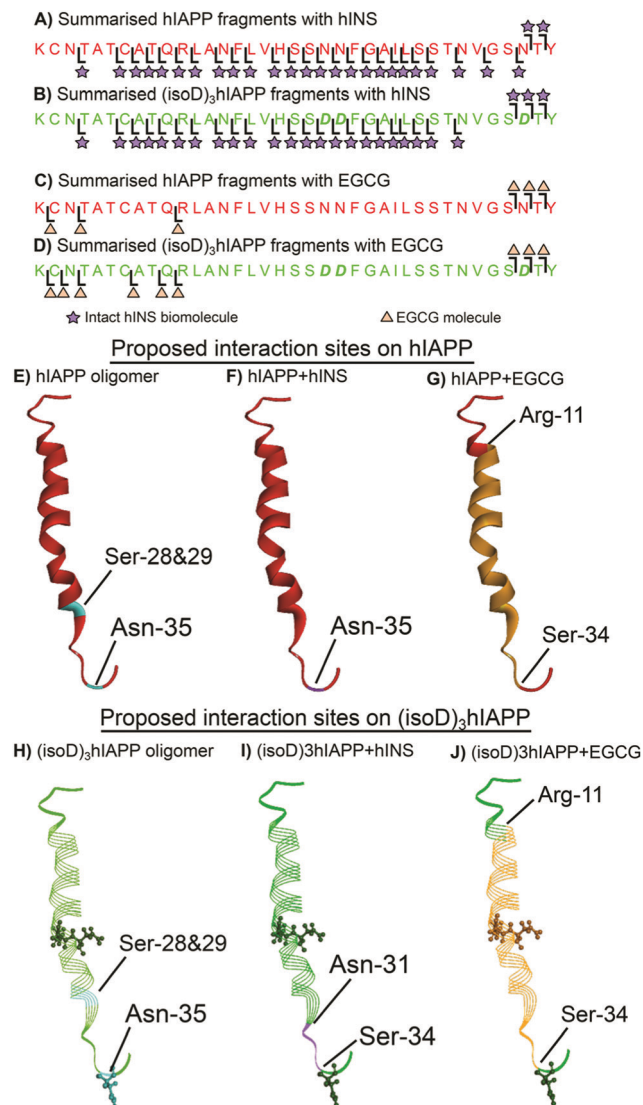 A) Summarised hIAPP fragments with hINS
K C N T A T C A T Q R L A N F L V H S S N N F G A I L S S T N V G S N T Y
B) Summarised (isoD)₃hIAPP fragments with hINS
K C N T A T C A T Q R L A N F L V H S S D D F G A I L S S T N V G S D T Y
C) Summarised hIAPP fragments with EGCG
K C N T A T C A T Q R L A N F L V H S S N N F G A I L S S T N V G S N T Y
D) Summarised (isoD)₃hIAPP fragments with EGCG
K C N T A T C A T Q R L A N F L V H S S D D F G A I L S S T N V G S D T Y
Intact hINS biomolecule
EGCG molecule
Proposed interaction sites on hIAPP
E) hIAPP oligomer
F) hIAPP+hINS
G) hIAPP+EGCG
Arg-11
Ser-28&29
Asn-35
Asn-35
Ser-34
Proposed interaction sites on (isoD)₃hIAPP
H) (isoD)₃hIAPP oligomer
I) (isoD)3hIAPP+hINS
J) (isoD)3hIAPP+EGCG
Arg-11
Ser-28&29
Asn-35
Asn-31
Ser-34
Ser-34